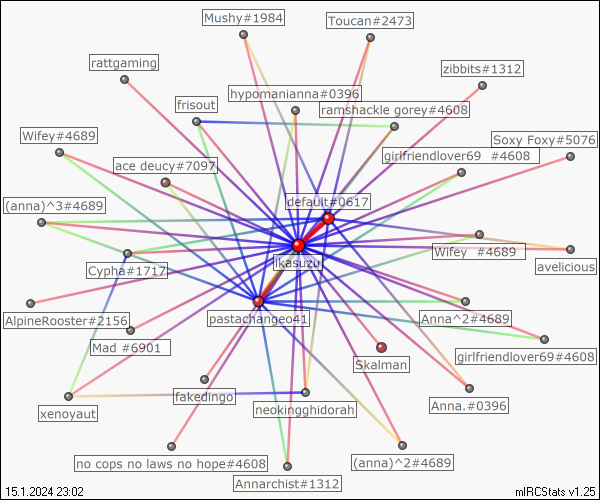 Mushy#1984
Toucan#2473
rattgaming
zibbits#1312
hypomanianna#0396
frisout
ramshackle gorey#4608
Wifey#4689
Soxy Foxy#5076
girlfriendlover69 #4608
ace deucy#7097
default#0617
(anna)^3#4689
Wifey #4689
ikasuzu
avelicious
Cypha#1717
AlpineRooster#2156
pastachangeo41
Anna^2#4689
Mad #6901
girlfriendlover69#4608
Skalman
fakedingo
xenoyaut
neokingghidorah
Anna.#0396
no cops no laws no hope#4608
(anna)^2#4689
Annarchist#1312
15.1.2024 23:02
mIRCStats v1.25